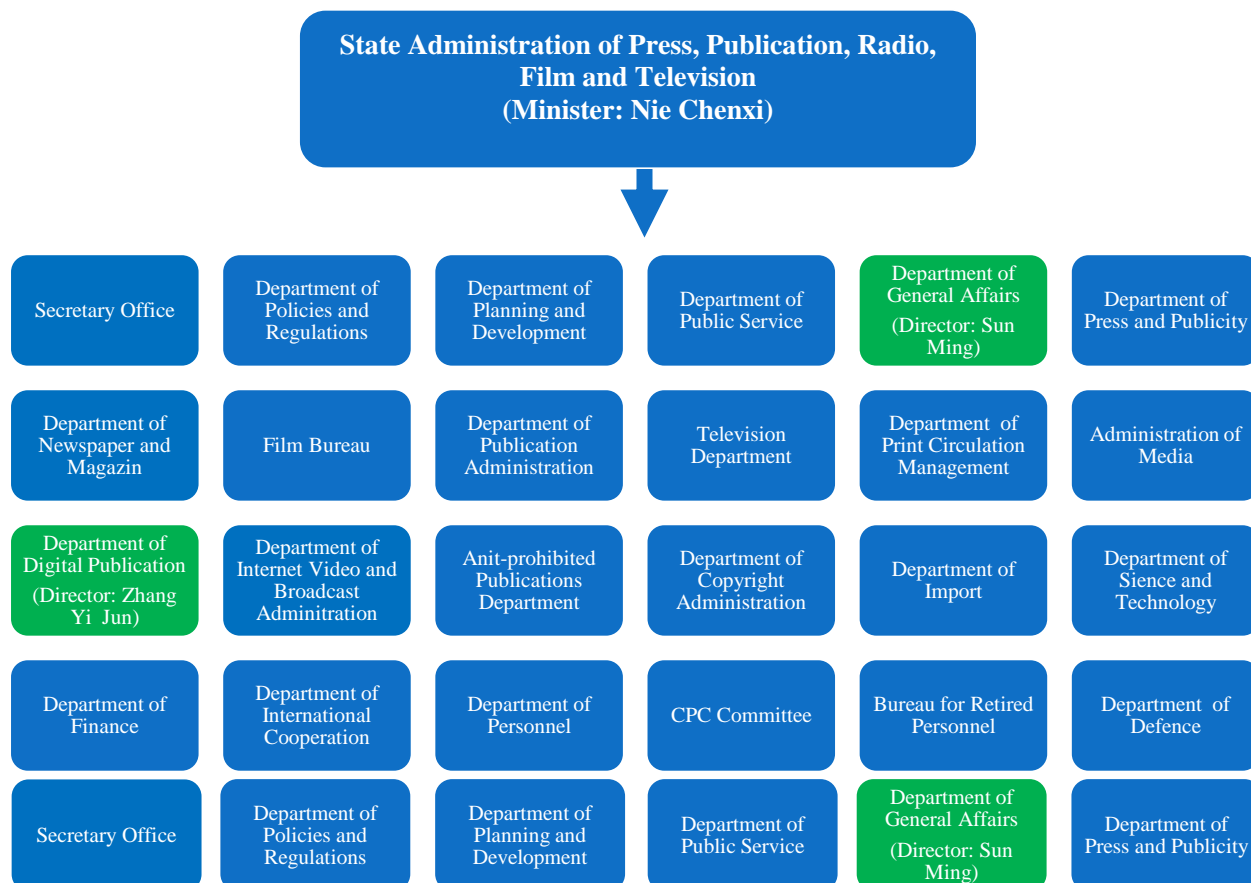 State Administration of Press, Publication, Radio,
Film and Television
(Minister: Nie Chenxi)
Secretary Office
Department of
Policies and
Regulations
Department of
Planning and
Development
Department of
Public Service
Department of
General Affairs
(Director: Sun
Ming)
Department of
Press and Publicity
Department of
Newspaper and
Magazin
Film Bureau
Department of
Publication
Administration
Television
Department
Department of
Print Circulation
Management
Administration of
Media
Department of
Digital Publication
(Director: Zhang
Yi Jun)
Department of
Internet Video and
Broadcast
Adminitration
Anit-prohibited
Publications
Department
Department of
Copyright
Administration
Department of
Import
Department of
Sience and
Technology
Department of
Finance
Department of
International
Cooperation
Department of
Personnel
CPC Committee
Bureau for Retired
Personnel
Department of
Defence
Secretary Office
Department of
Policies and
Regulations
Department of
Planning and
Development
Department of
Public Service
Department of
General Affairs
(Director: Sun
Ming)
Department of
Press and Publicity